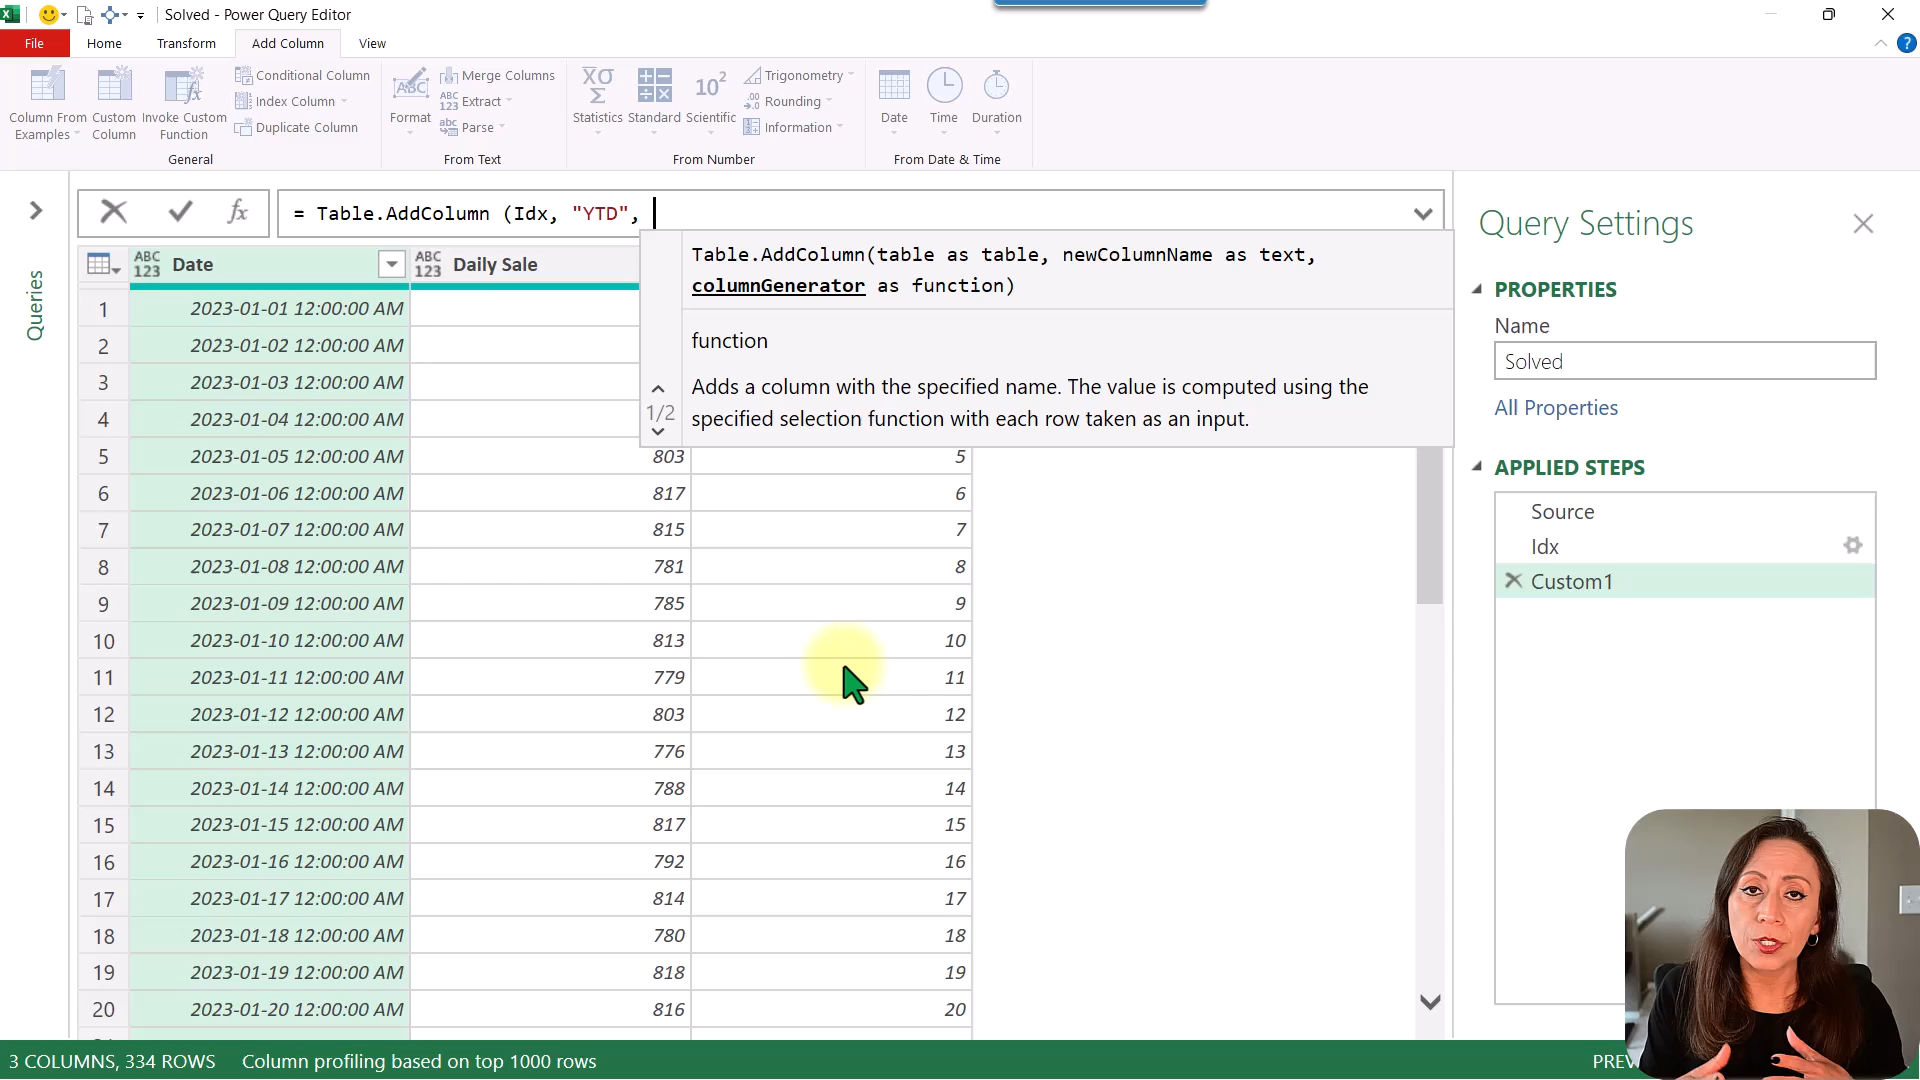 Solved - Power Query Editor
File Home Transform Add Column View
Column From Examples
Custom Column
Invoke Custom Function
Conditional Column
Index Column
Duplicate Column
General
Format
Merge Columns
Extract
Parse
From Text
Statistics
Standard
Scientific
Trigonometry
Rounding
Information
From Number
Date
Time
Duration
From Date & Time
Queries
= Table.AddColumn (Idx, "YTD",
Table.AddColumn(table as table, newColumnName as text,
columnGenerator as function)
function
Adds a column with the specified name. The value is computed using the
specified selection function with each row taken as an input.
1/2
ABC 123 Date ABC 123 Daily Sale
1 2023-01-01 12:00:00 AM
2 2023-01-02 12:00:00 AM
3 2023-01-03 12:00:00 AM
4 2023-01-04 12:00:00 AM
5 2023-01-05 12:00:00 AM 803 5
6 2023-01-06 12:00:00 AM 817 6
7 2023-01-07 12:00:00 AM 815 7
8 2023-01-08 12:00:00 AM 781 8
9 2023-01-09 12:00:00 AM 785 9
10 2023-01-10 12:00:00 AM 813 10
11 2023-01-11 12:00:00 AM 779 11
12 2023-01-12 12:00:00 AM 803 12
13 2023-01-13 12:00:00 AM 776 13
14 2023-01-14 12:00:00 AM 788 14
15 2023-01-15 12:00:00 AM 817 15
16 2023-01-16 12:00:00 AM 792 16
17 2023-01-17 12:00:00 AM 814 17
18 2023-01-18 12:00:00 AM 780 18
19 2023-01-19 12:00:00 AM 818 19
20 2023-01-20 12:00:00 AM 816 20
Query Settings
PROPERTIES
Name
Solved
All Properties
APPLIED STEPS
Source
Idx
Custom1
3 COLUMNS, 334 ROWS Column profiling based on top 1000 rows